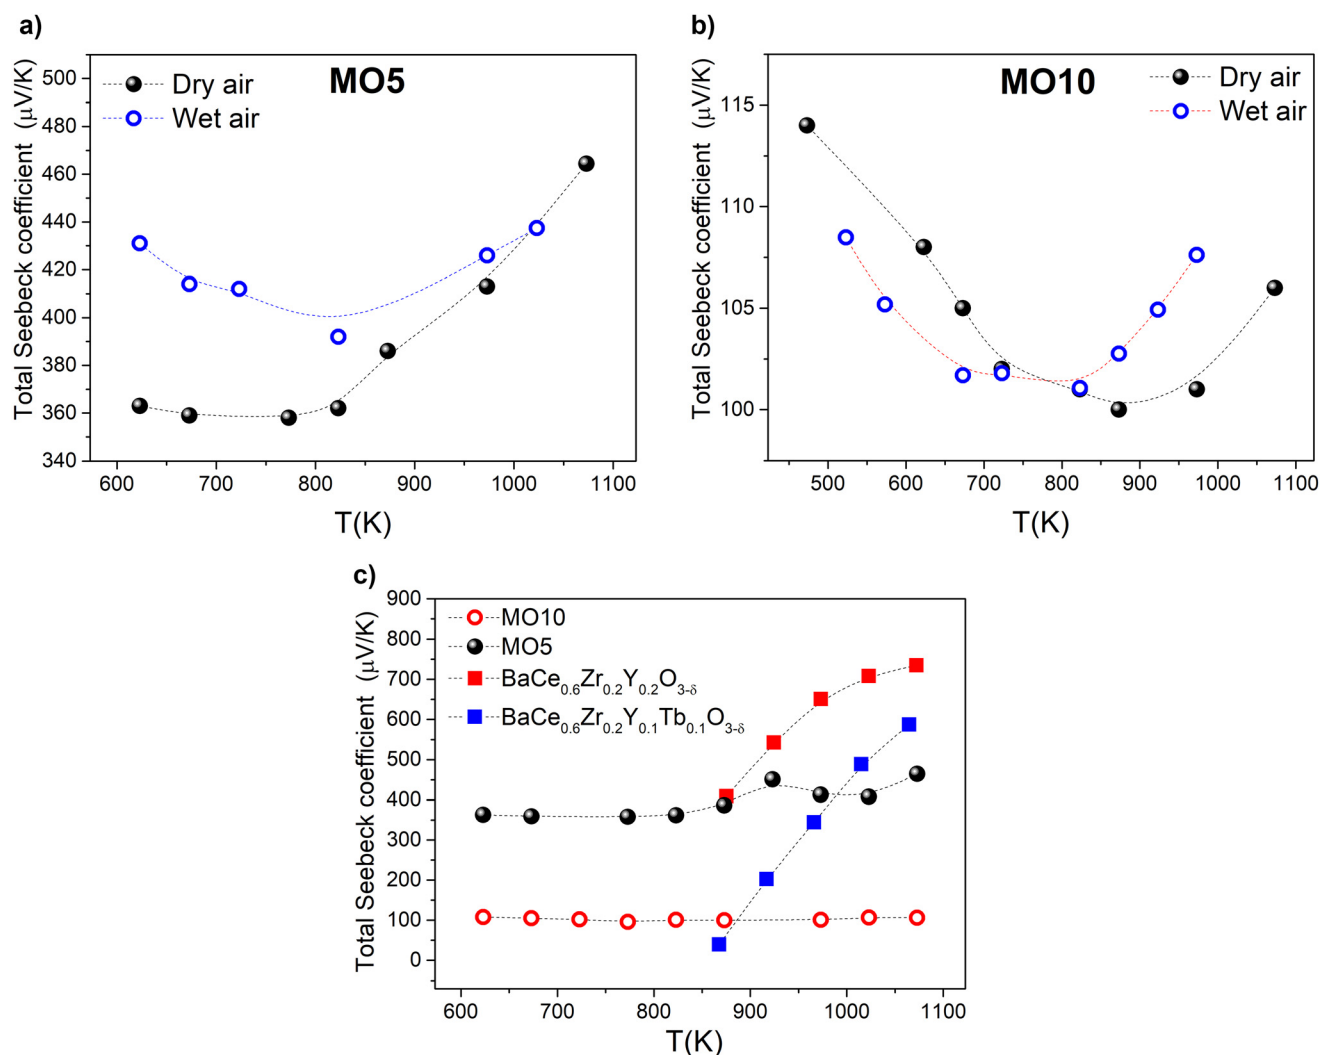 a)
MO5
Dry air
Wet air
Total Seebeck coefficient (μV/K)
500
480
460
440
420
400
380
360
340
600 700 800 900 1000 1100
T(K)
b)
MO10
Dry air
Wet air
Total Seebeck coefficient (μV/K)
115
110
105
100
500 600 700 800 900 1000 1100
T(K)
c)
MO10
MO5
BaCe0.6Zr0.2Y0.2O3-δ
BaCe0.6Zr0.2Y0.1Tb0.1O3-δ
Total Seebeck coefficient (μV/K)
900
800
700
600
500
400
300
200
100
0
600 700 800 900 1000 1100
T(K)